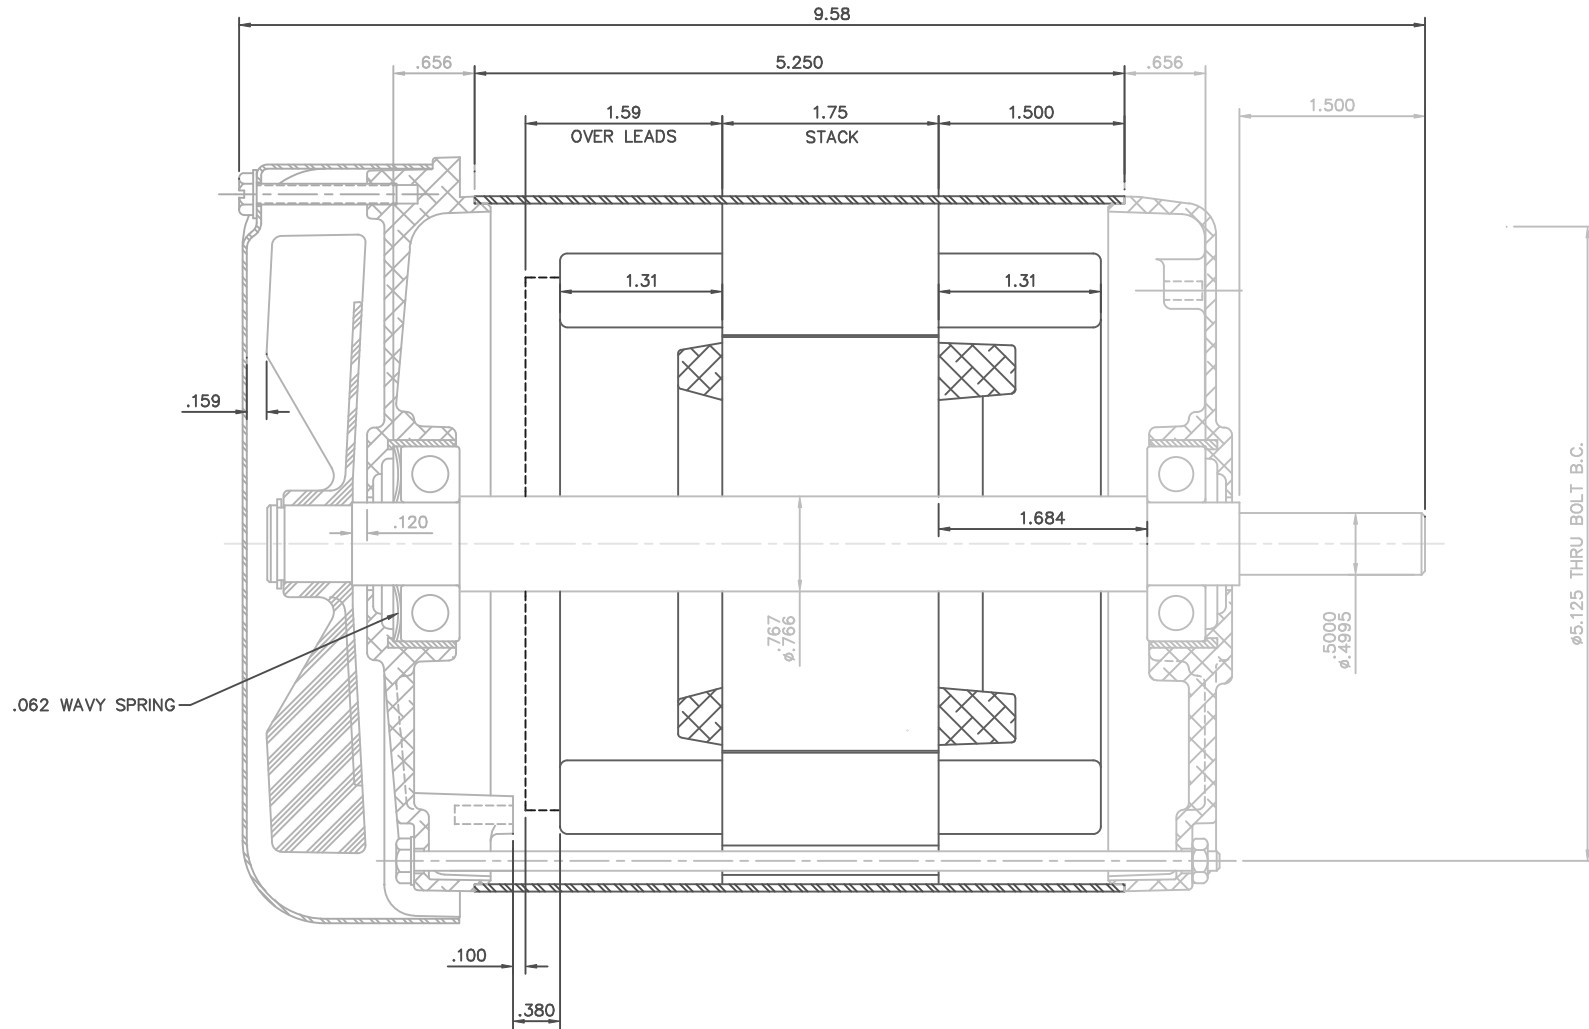 9.58
.656
5.250
.656
1.59
OVER LEADS
1.75
STACK
1.500
1.500
1.31
1.31
.159
.120
1.684
.767
ø.766
.5000
ø.4995
ø5.125 THRU BOLT B.C.
.062 WAVY SPRING
.100
.380